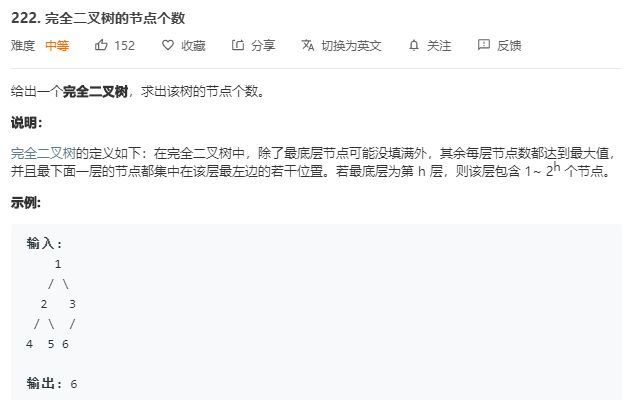 222. 完全二叉树的节点个数
难度 中等 152 收藏 分享 切换为英文 关注 反馈
给出一个完全二叉树，求出该树的节点个数。
说明：
完全二叉树的定义如下：在完全二叉树中，除了最底层节点可能没填满外，其余每层节点数都达到最大值，
并且最下面一层的节点都集中在该层最左边的若干位置。若最底层为第 h 层，则该层包含 1~ 2^h 个节点。
示例:
输入:
1
/ \
2 3
/ \ /
4 5 6
输出: 6